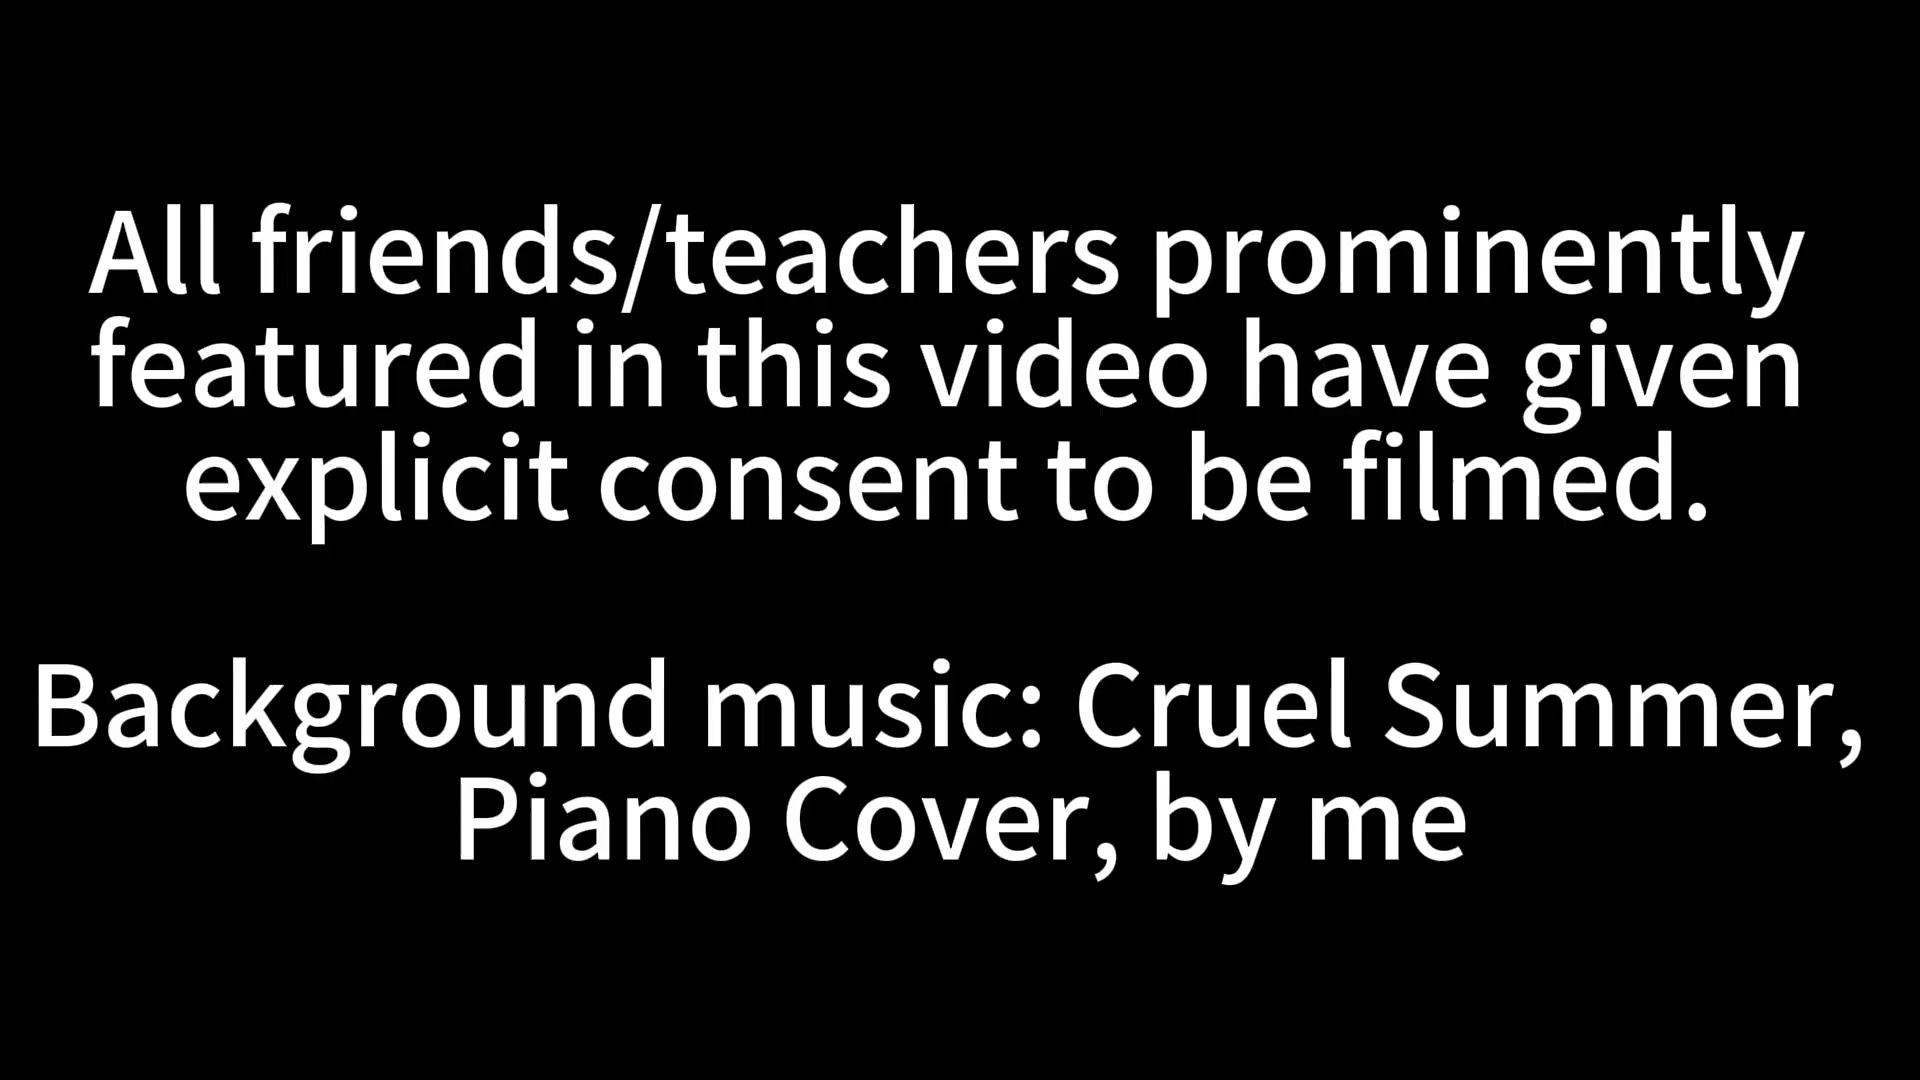 All friends/teachers prominently
featured in this video have given
explicit consent to be filmed.
Background music: Cruel Summer,
Piano Cover, by me